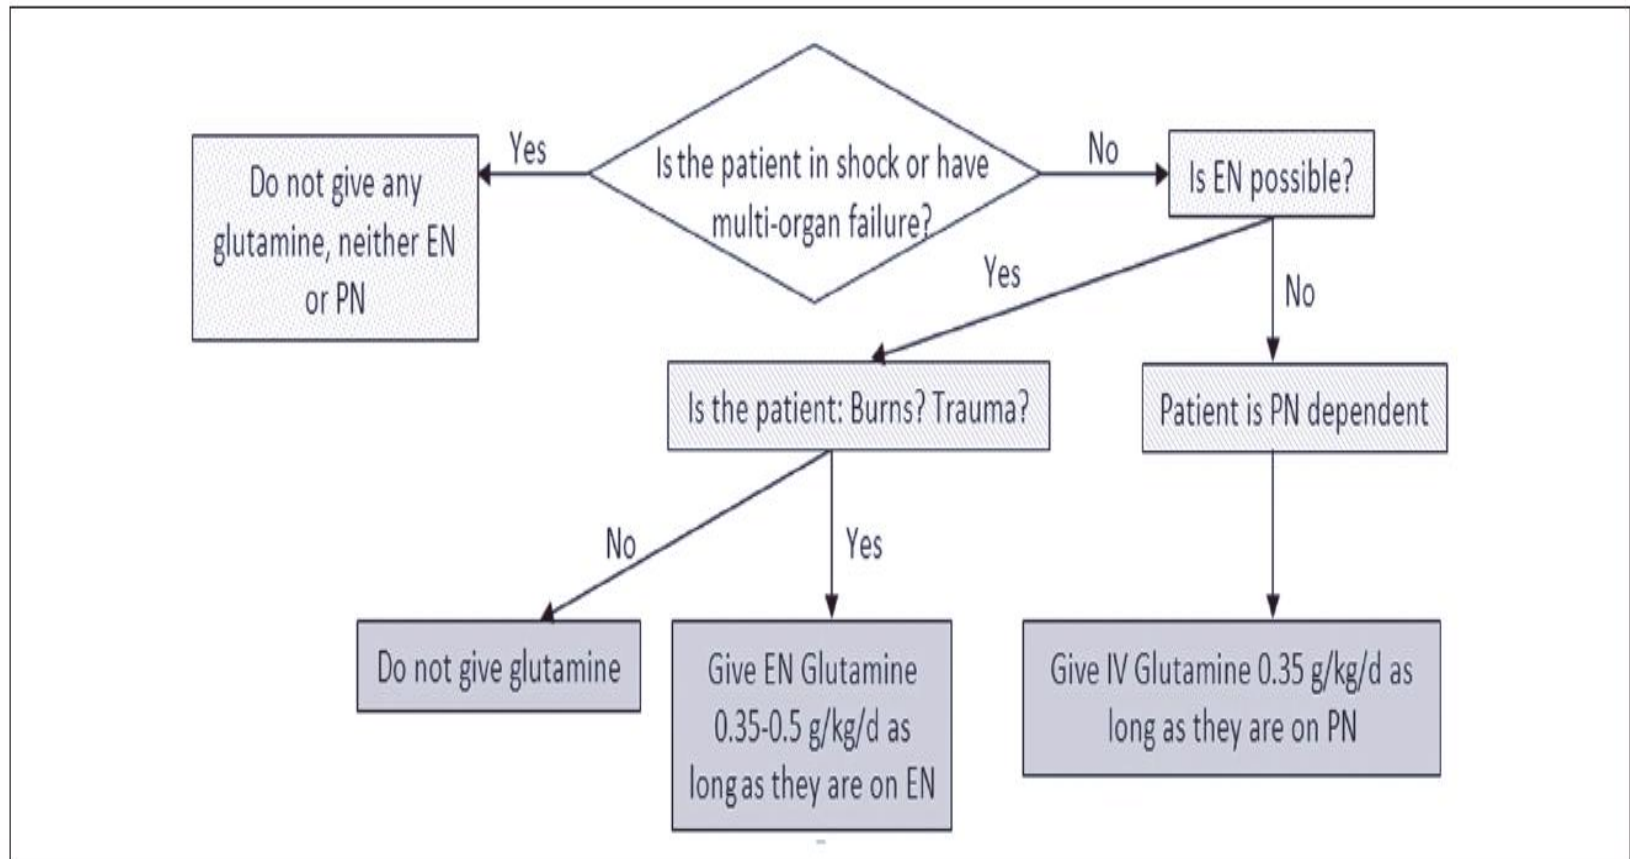 Yes
No
Do not give any
glutamine, neither EN
or PN
Is the patient in shock or have
multi-organ failure?
Is EN possible?
Yes
No
Is the patient: Burns? Trauma?
Patient is PN dependent
No
Yes
Do not give glutamine
Give EN Glutamine
0.35-0.5 g/kg/d as
long as they are on EN
Give IV Glutamine 0.35 g/kg/d as
long as they are on PN